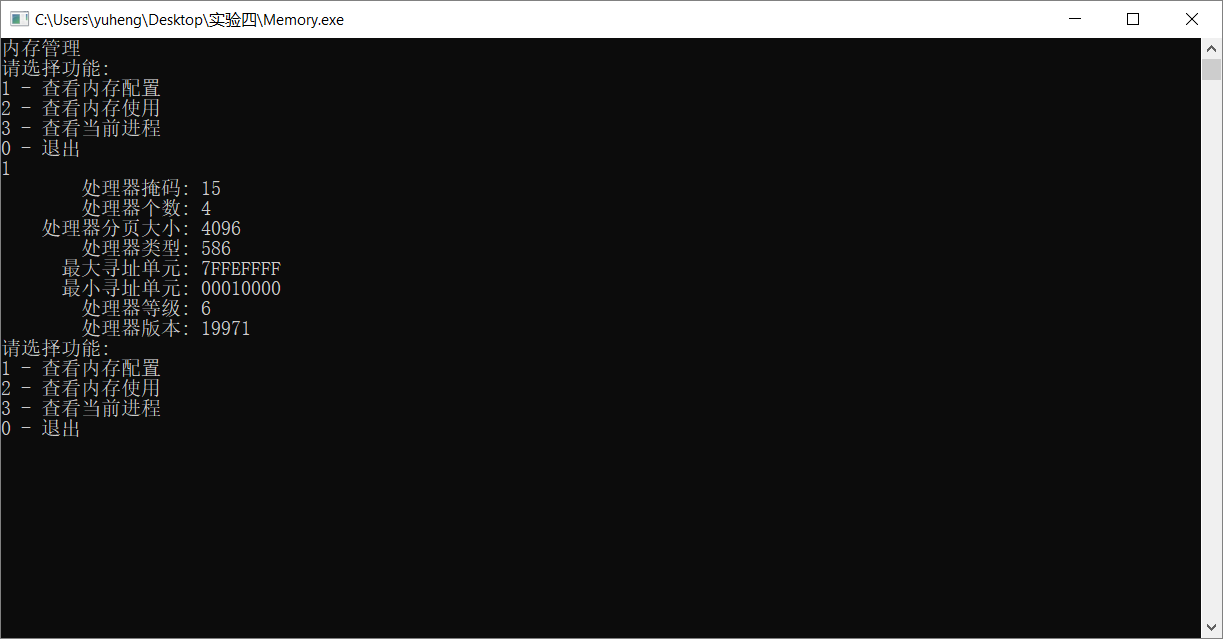 C:\Users\yuheng\Desktop\实验四\Memory.exe
内存管理
请选择功能:
1 - 查看内存配置
2 - 查看内存使用
3 - 查看当前进程
0 - 退出
1
处理器掩码: 15
处理器个数: 4
处理器分页大小: 4096
处理器类型: 586
最大寻址单元: 7FFEFFFF
最小寻址单元: 00010000
处理器等级: 6
处理器版本: 19971
请选择功能:
1 - 查看内存配置
2 - 查看内存使用
3 - 查看当前进程
0 - 退出